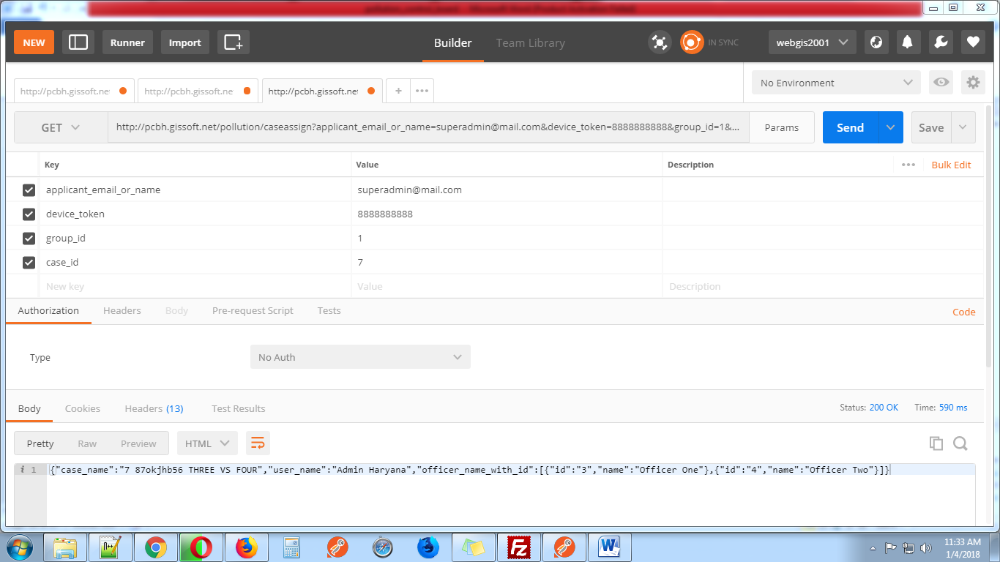 NEW Runner Import Builder Team Library IN SYNC webgis2001
http://pcbh.gissoft.net http://pcbh.gissoft.net http://pcbh.gissoft.net + ••• No Environment
GET http://pcbh.gissoft.net/pollution/caseassign?applicant_email_or_name=superadmin@mail.com&device_token=8888888888&group_id=1&... Params Send Save
Key Value Description ••• Bulk Edit
applicant_email_or_name superadmin@mail.com
device_token 8888888888
group_id 1
case_id 7
New key Value Description
Authorization Headers Body Pre-request Script Tests Code
Type No Auth
Body Cookies Headers (13) Test Results Status: 200 OK Time: 590 ms
Pretty Raw Preview HTML
i 1 {"case_name":"7 87okjhb56 THREE VS FOUR","user_name":"Admin Haryana","officer_name_with_id":[{"id":"3","name":"Officer One"},{"id":"4","name":"Officer Two"}]}
11:33 AM
1/4/2018